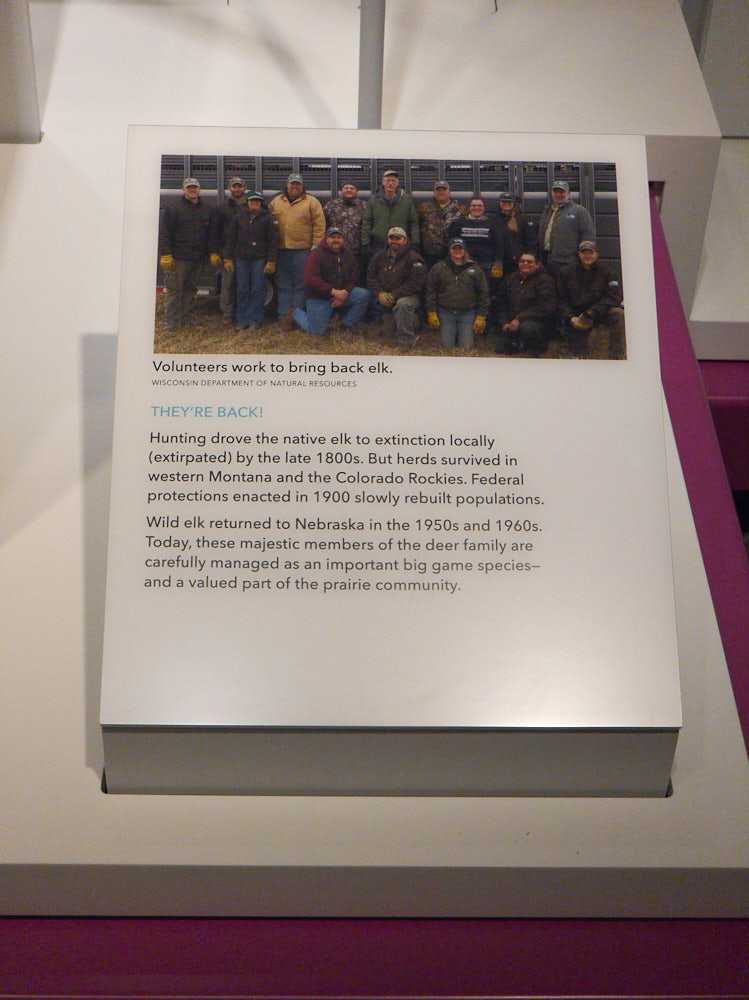 Volunteers work to bring back elk.
WISCONSIN DEPARTMENT OF NATURAL RESOURCES
THEY'RE BACK!
Hunting drove the native elk to extinction locally
(extirpated) by the late 1800s. But herds survived in
western Montana and the Colorado Rockies. Federal
protections enacted in 1900 slowly rebuilt populations.
Wild elk returned to Nebraska in the 1950s and 1960s.
Today, these majestic members of the deer family are
carefully managed as an important big game species—
and a valued part of the prairie community.